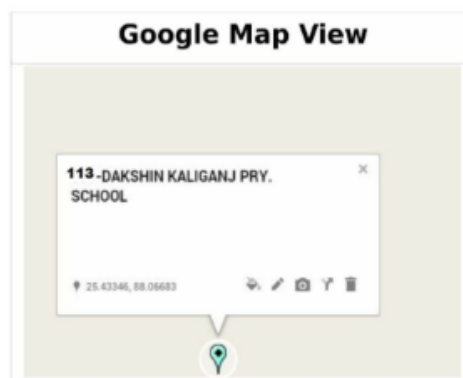 Google Map View
113-DAKSHIN KALIGANJ PRY.
SCHOOL
25.43346, 88.06683